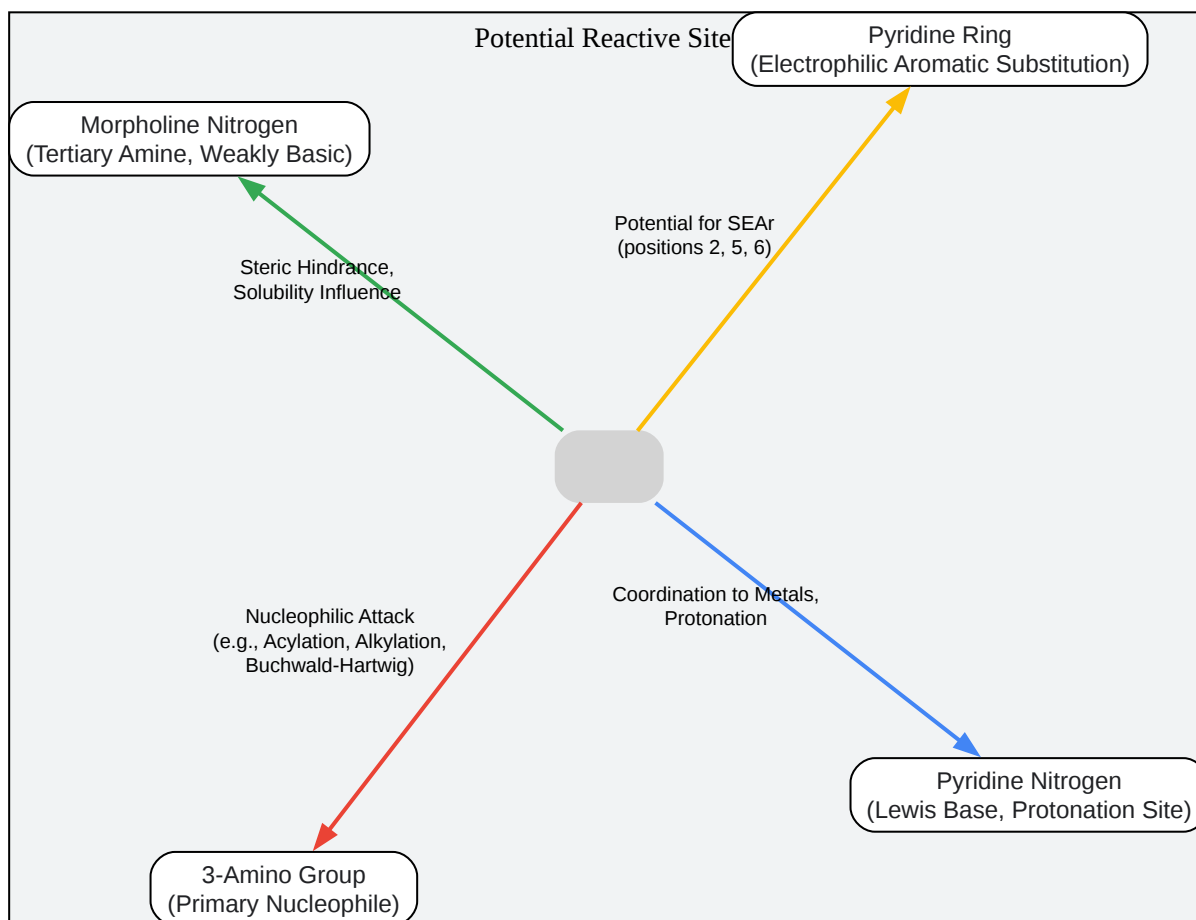 Potential Reactive Site
Pyridine Ring
(Electrophilic Aromatic Substitution)
Morpholine Nitrogen
(Tertiary Amine, Weakly Basic)
Potential for SEAr
(positions 2, 5, 6)
Steric Hindrance,
Solubility Influence
Coordination to Metals,
Protonation
Nucleophilic Attack
(e.g., Acylation, Alkylation,
Buchwald-Hartwig)
Pyridine Nitrogen
(Lewis Base, Protonation Site)
3-Amino Group
(Primary Nucleophile)